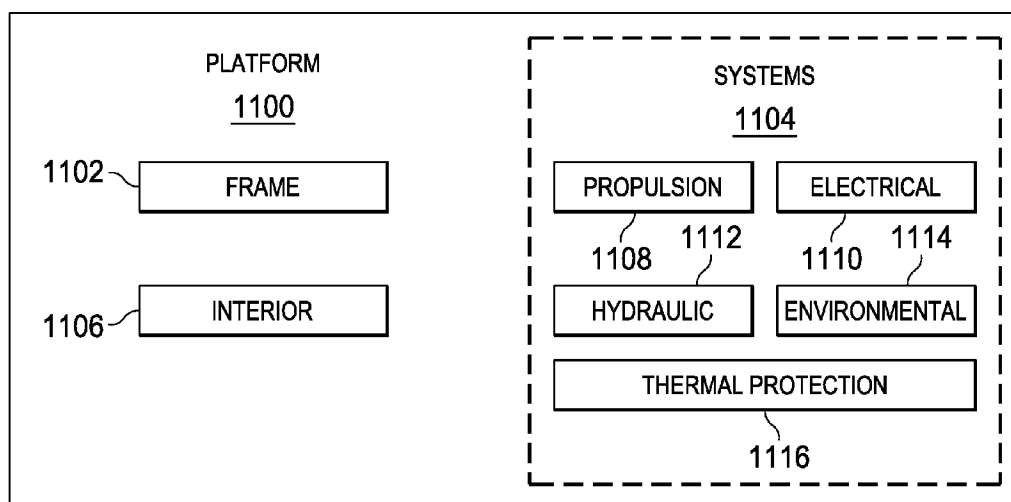 PLATFORM
1100
1102
FRAME
1106
INTERIOR
SYSTEMS
1104
PROPULSION
ELECTRICAL
1108
1112
1110
1114
HYDRAULIC
ENVIRONMENTAL
THERMAL PROTECTION
1116